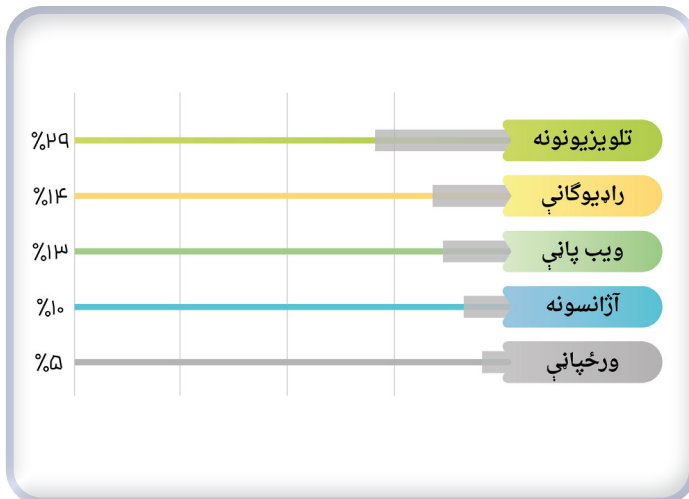 تلویزیونونه %۲۹
راډیوګانې %۱۴
ویب پاڼې %۱۳
آژانسونه %۱۰
ورځپاڼې %۵